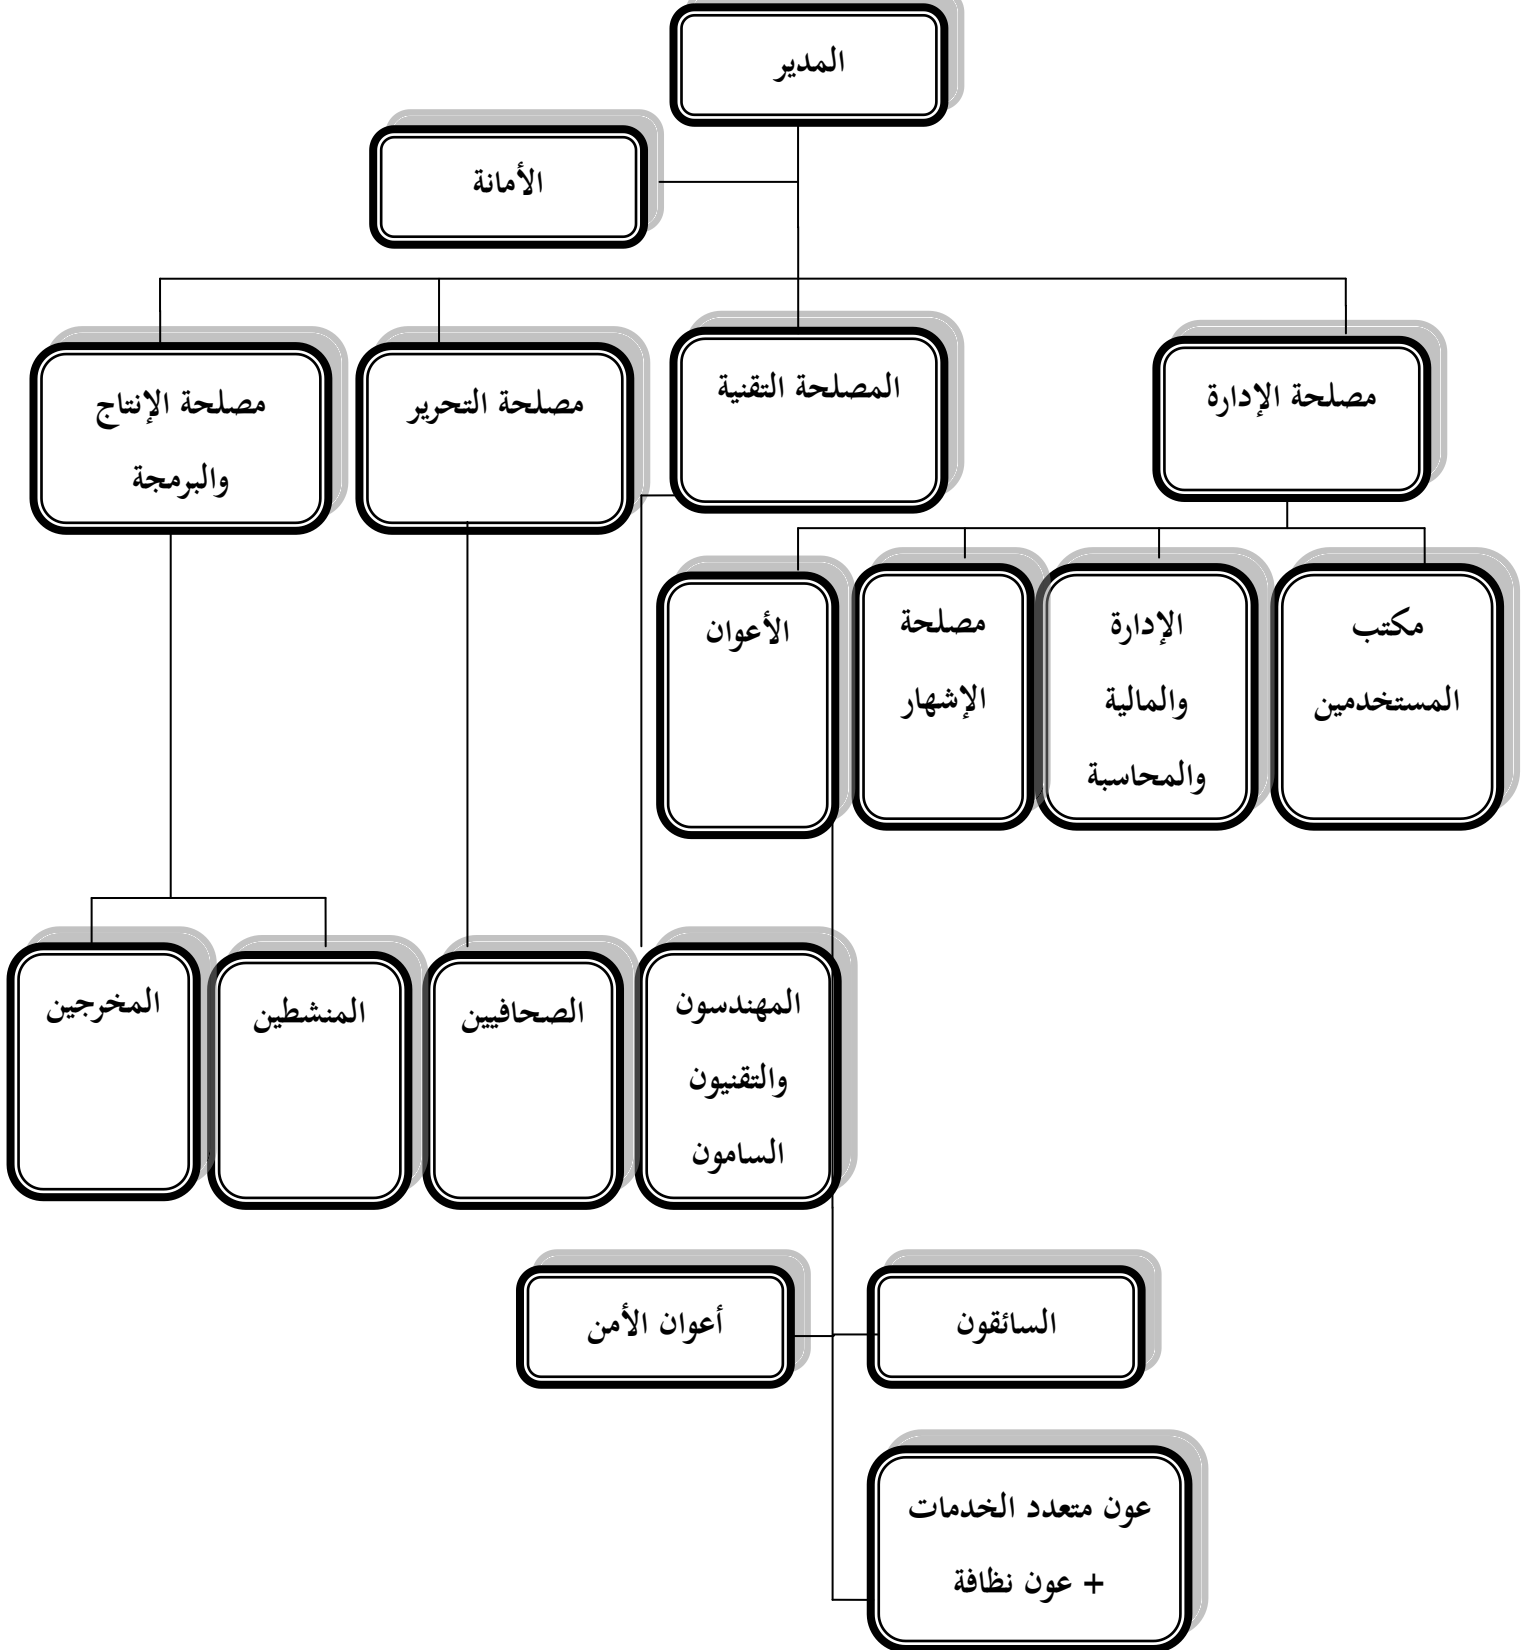 المدير
الأمانة
مصلحة الإدارة
المصلحة التقنية
مصلحة التحرير
مصلحة الإنتاج
والبرمجة
مكتب
المستخدمين
الإدارة
والمالية
والمحاسبة
مصلحة
الإشهار
الأعوان
المهندسون
والتقنيون
السامون
الصحافيين
المنشطين
المخرجين
السائقون
أعوان الأمن
عون متعدد الخدمات
+ عون نظافة